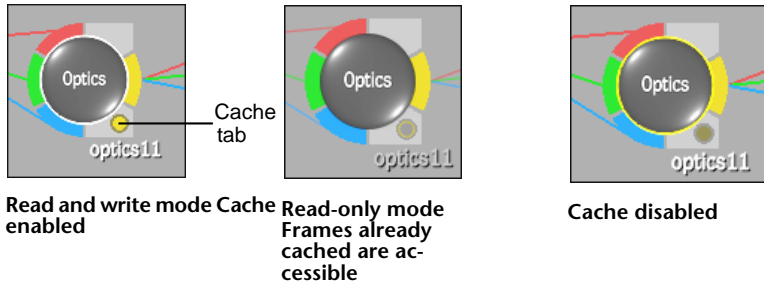 Optics
optics11
Cache
tab
Optics
optics11
Optics
optics11
Read and write mode Cache
enabled
Read-only mode
Frames already
cached are ac-
cessible
Cache disabled